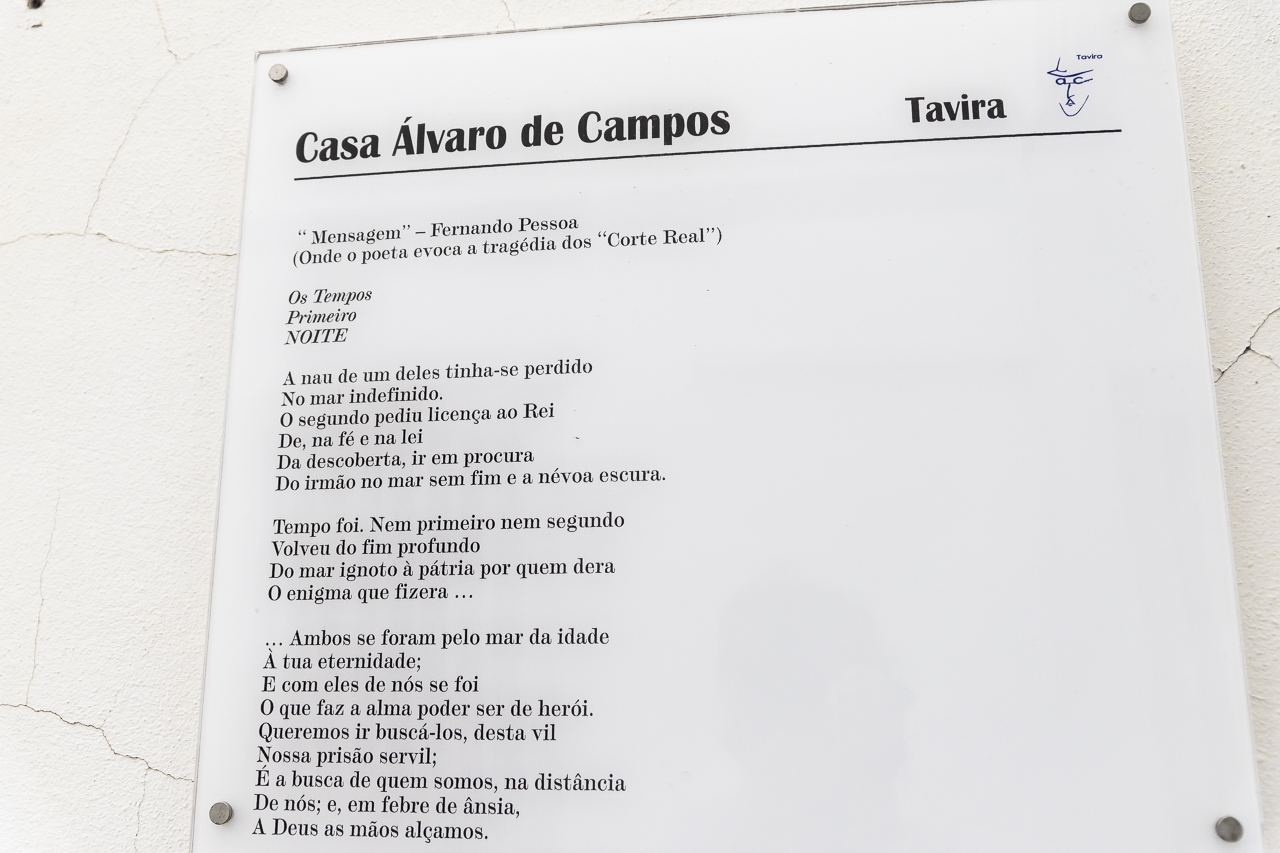 Tavira
a c
Casa Álvaro de Campos Tavira
“ Mensagem” – Fernando Pessoa
(Onde o poeta evoca a tragédia dos “Corte Real”)
Os Tempos
Primeiro
NOITE
A nau de um deles tinha-se perdido
No mar indefinido.
O segundo pediu licença ao Rei
De, na fé e na lei
Da descoberta, ir em procura
Do irmão no mar sem fim e a névoa escura.
Tempo foi. Nem primeiro nem segundo
Volveu do fim profundo
Do mar ignoto à pátria por quem dera
O enigma que fizera …
… Ambos se foram pelo mar da idade
À tua eternidade;
E com eles de nós se foi
O que faz a alma poder ser de herói.
Queremos ir buscá-los, desta vil
Nossa prisão servil;
É a busca de quem somos, na distância
De nós; e, em febre de ânsia,
A Deus as mãos alçamos.